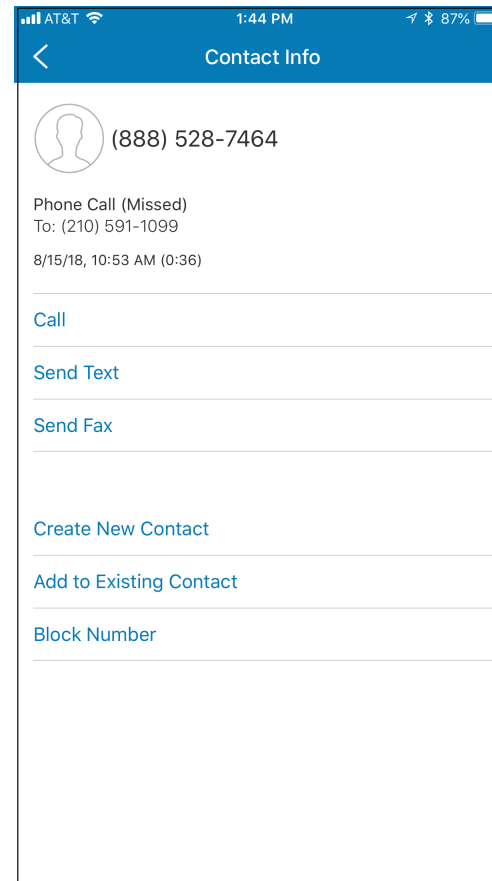 AT&T 1:44 PM 87%
Contact Info
(888) 528-7464
Phone Call (Missed)
To: (210) 591-1099
8/15/18, 10:53 AM (0:36)
Call
Send Text
Send Fax
Create New Contact
Add to Existing Contact
Block Number